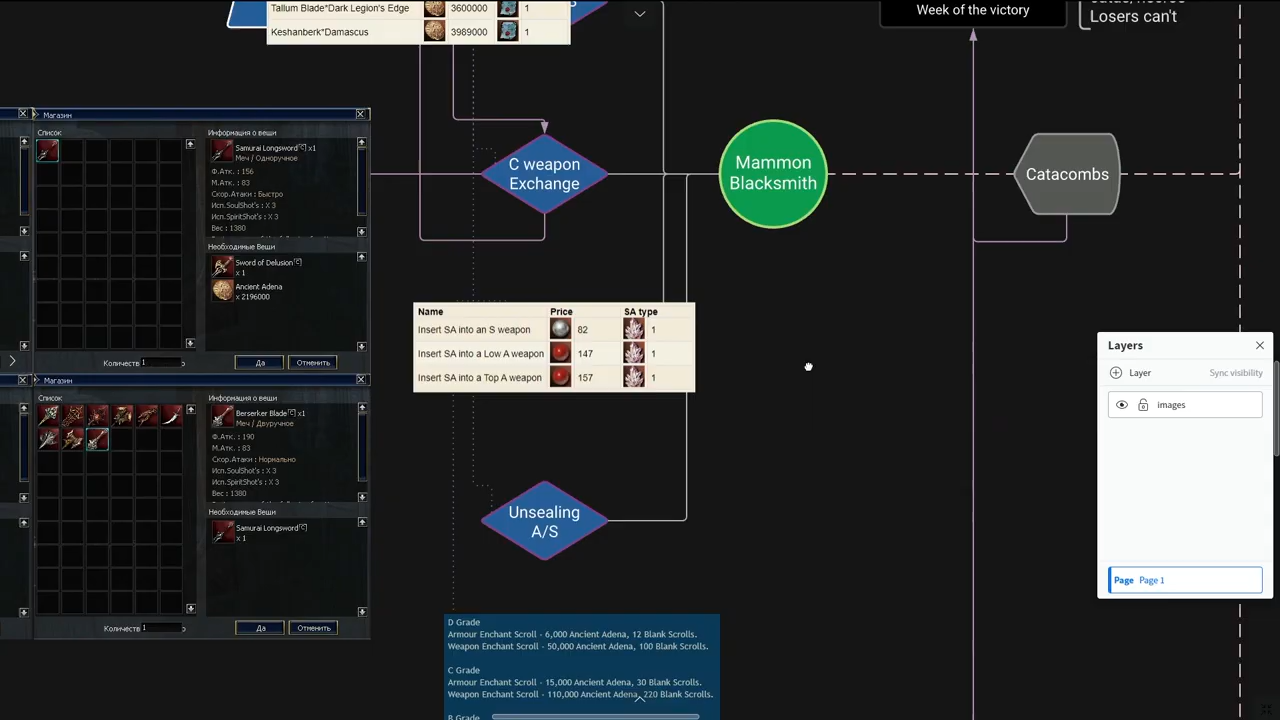 Tallum Blade*Dark Legion's Edge 3600000 1
Keshanberk*Damascus 3989000 1
Week of the victory
Losers can't
Магазин
Список
Информация о вещи
Samurai Longsword[C] x1
Меч / Одноручное
Ф.Атк. : 156
М.Атк. : 83
Скор.Атаки : Быстро
Исп.SoulShot's : X 3
Исп.SpiritShot's : X 3
Вес : 1380
Необходимые Вещи
Sword of Delusion[C]
x 1
Ancient Adena
x 2196000
Количеств 1
Да
Отменить
C weapon
Exchange
Mammon
Blacksmith
Catacombs
Name Price SA type
Insert SA into an S weapon 82 1
Insert SA into a Low A weapon 147 1
Insert SA into a Top A weapon 157 1
Layers
Layer
Sync visibility
images
Page Page 1
Магазин
Список
Информация о вещи
Berserker Blade[C] x1
Меч / Двуручное
Ф.Атк. : 190
М.Атк. : 83
Скор.Атаки : Нормально
Исп.SoulShot's : X 3
Исп.SpiritShot's : X 3
Вес : 1380
Необходимые Вещи
Samurai Longsword[C]
x 1
Количеств 1
Да
Отменить
Unsealing
A/S
D Grade
Armour Enchant Scroll - 6,000 Ancient Adena, 12 Blank Scrolls.
Weapon Enchant Scroll - 50,000 Ancient Adena, 100 Blank Scrolls.
C Grade
Armour Enchant Scroll - 15,000 Ancient Adena, 30 Blank Scrolls.
Weapon Enchant Scroll - 110,000 Ancient Adena, 220 Blank Scrolls.
B Grade